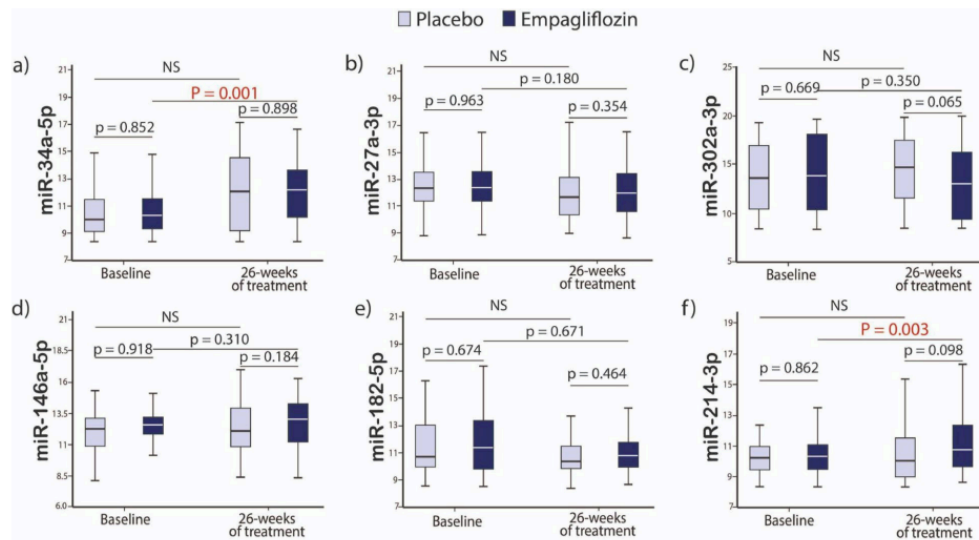 Placebo Empagliflozin
a)
NS
P = 0.001
p = 0.898
p = 0.852
miR-34a-5p
21
19
17
15
13
11
9
7
Baseline
26-weeks
of treatment
b)
NS
p = 0.180
p = 0.963
p = 0.354
miR-27a-3p
21
19
17
15
13
11
9
7
Baseline
26-weeks
of treatment
c)
NS
p = 0.669
p = 0.350
p = 0.065
miR-302a-3p
25
20
15
10
5
Baseline
26-weeks
of treatment
d)
NS
p = 0.918
p = 0.310
p = 0.184
miR-146a-5p
21
18.5
16
13.5
11
8.5
6.0
Baseline
26-weeks
of treatment
e)
NS
p = 0.671
p = 0.674
p = 0.464
miR-182-5p
21
19
17
15
13
11
9
7
Baseline
26-weeks
of treatment
f)
NS
P = 0.003
p = 0.098
p = 0.862
miR-214-3p
19
17
15
13
11
9
7
Baseline
26-weeks
of treatment